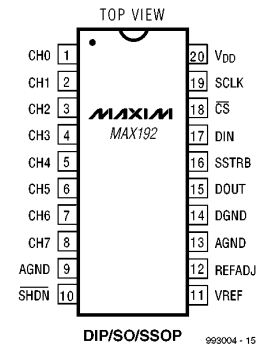 TOP VIEW
CH0 1 20 VDD
CH1 2 19 SCLK
CH2 3 18 CS
CH3 4 17 DIN
CH4 5 16 SSTRB
CH5 6 15 DOUT
CH6 7 14 DGND
CH7 8 13 AGND
AGND 9 12 REFADJ
SHDN 10 11 VREF
MAXIM
MAX192
DIP/SO/SSOP
993004 - 15